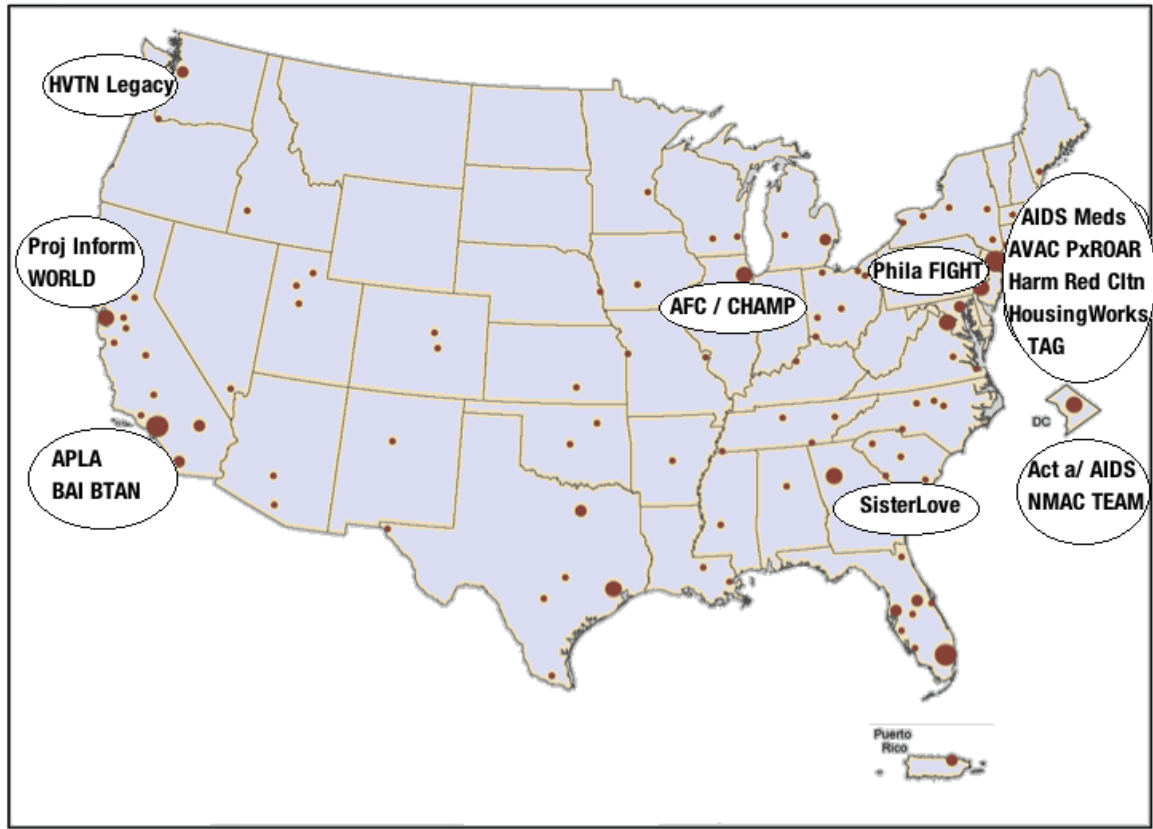 HVTN Legacy
Proj Inform
WORLD
APLA
BAI BTAN
AFC / CHAMP
Phila FIGHT
AIDS Meds
AVAC PxROAR
Harm Red Cltn
HousingWorks
TAG
DC
Act a/ AIDS
NMAC TEAM
SisterLove
Puerto
Rico